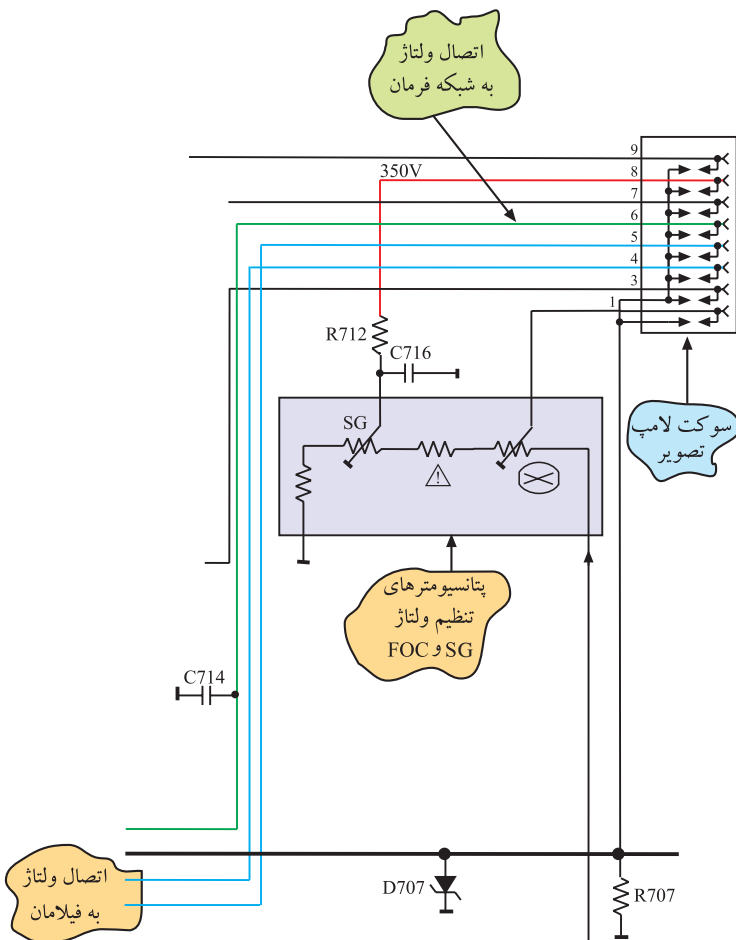 اتصال ولتاژ
به شبکه فرمان
9
350V
8
7
6
5
4
3
1
R712
C716
SG
سوکت لامپ
تصویر
!
پتانسیومترهای
تنظیم ولتاژ
SG و FOC
C714
اتصال ولتاژ
به فیلامان
D707
R707